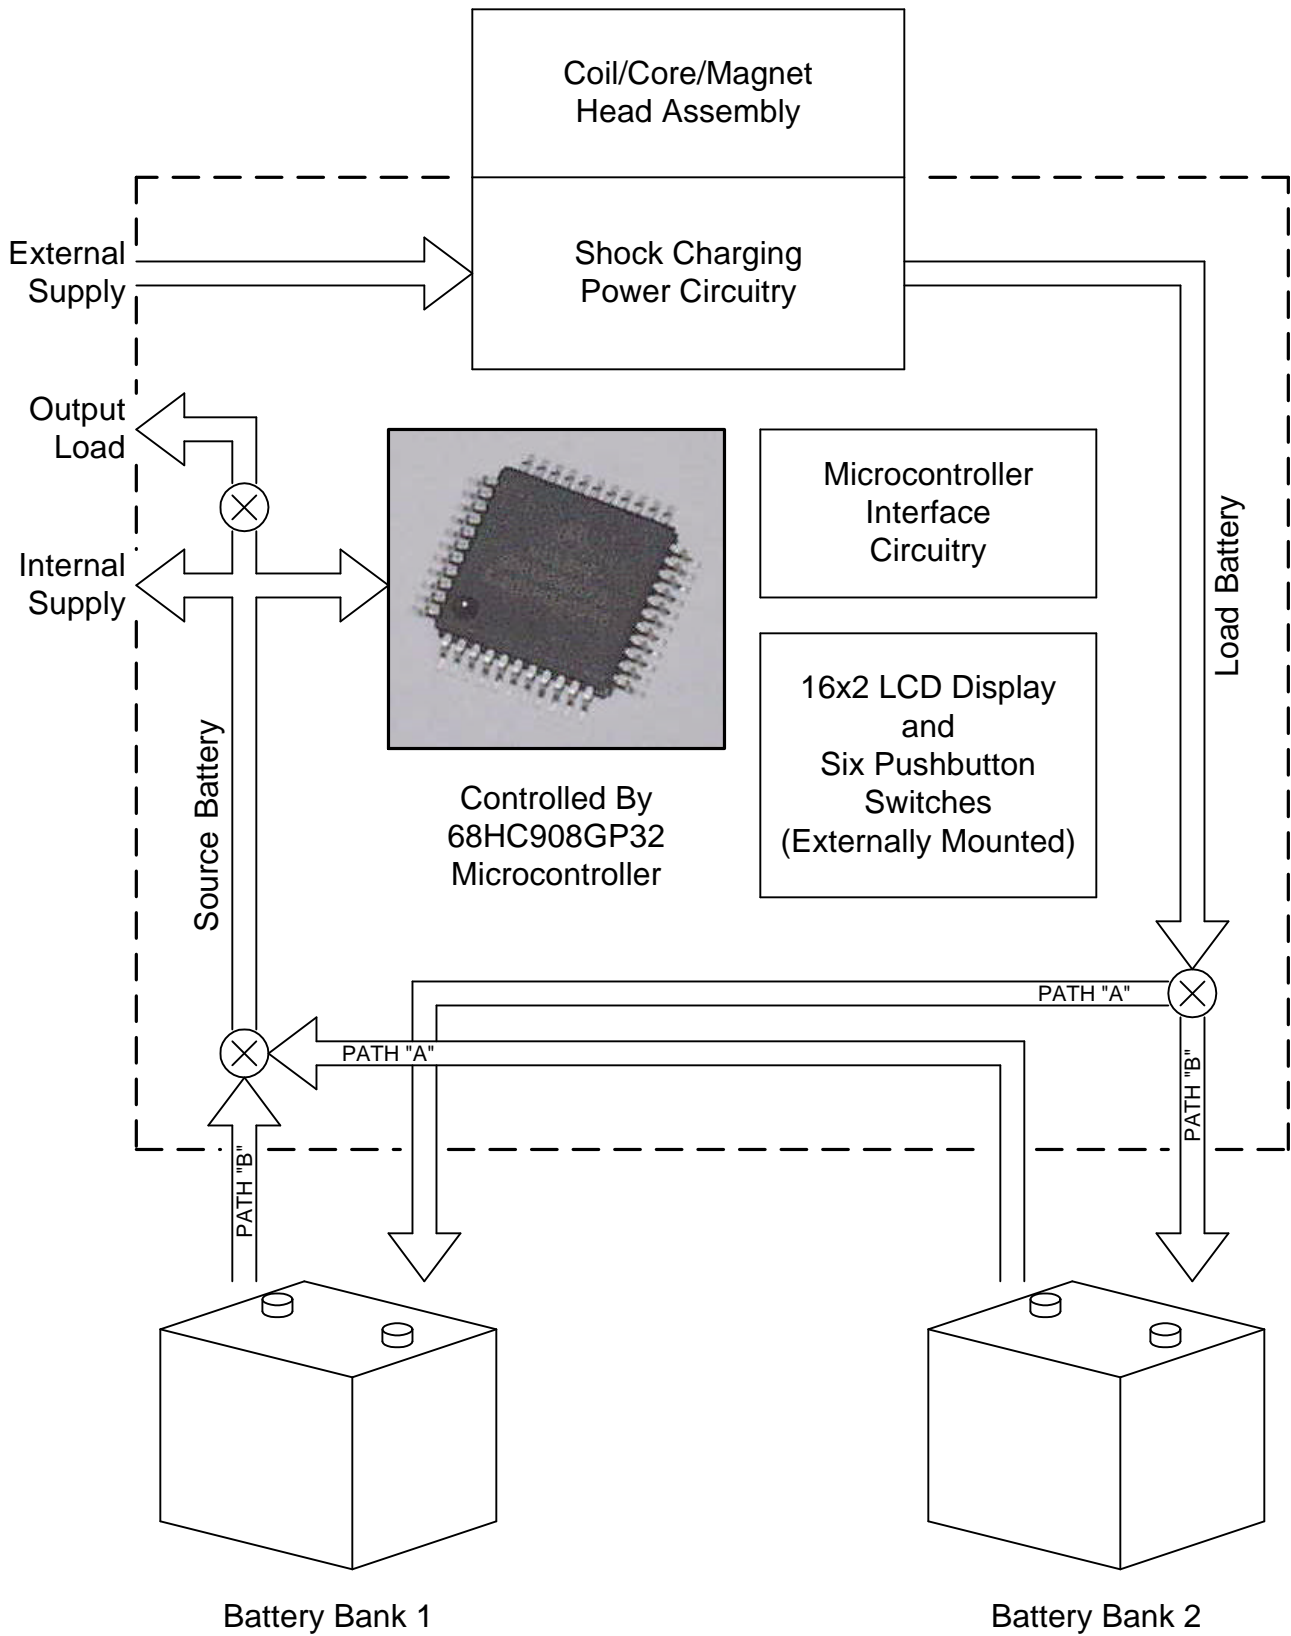 Coil/Core/Magnet
Head Assembly
External
Supply
Shock Charging
Power Circuitry
Output
Load
Microcontroller
Interface
Circuitry
Internal
Supply
Load Battery
16x2 LCD Display
and
Six Pushbutton
Switches
(Externally Mounted)
Source Battery
Controlled By
68HC908GP32
Microcontroller
PATH "A"
PATH "A"
PATH "B"
PATH "B"
Battery Bank 1
Battery Bank 2